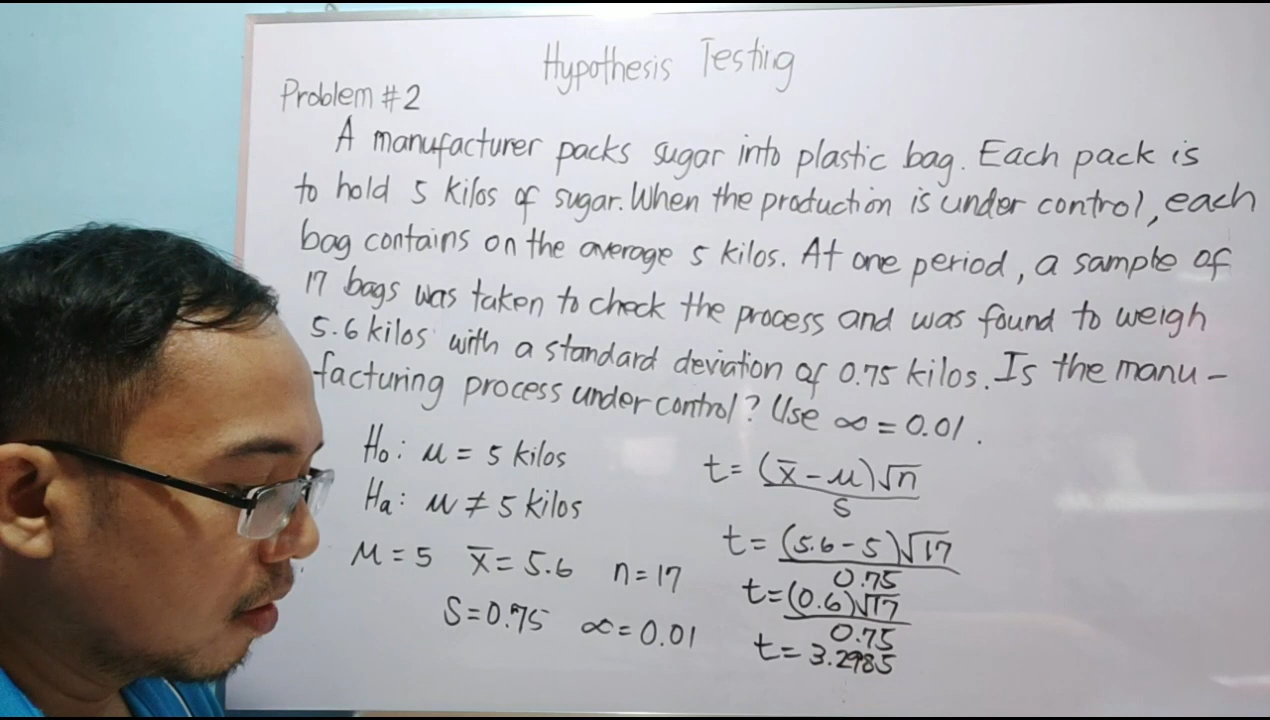 Hypothesis Testing
Problem #2
A manufacturer packs sugar into plastic bag. Each pack is
to hold 5 kilos of sugar. When the production is under control, each
bag contains on the average 5 kilos. At one period, a sample of
17 bags was taken to check the process and was found to weigh
5.6 kilos with a standard deviation of 0.75 kilos. Is the manu-
facturing process under control? Use ∝ = 0.01.
Ho: μ = 5 kilos
Ha: μ ≠ 5 kilos
μ = 5 x̄ = 5.6 n = 17
S = 0.75 ∝ = 0.01
t = (x̄ - μ)√n
S
t = (5.6 - 5)√17
0.75
t = (0.6)√17
0.75
t = 3.2985